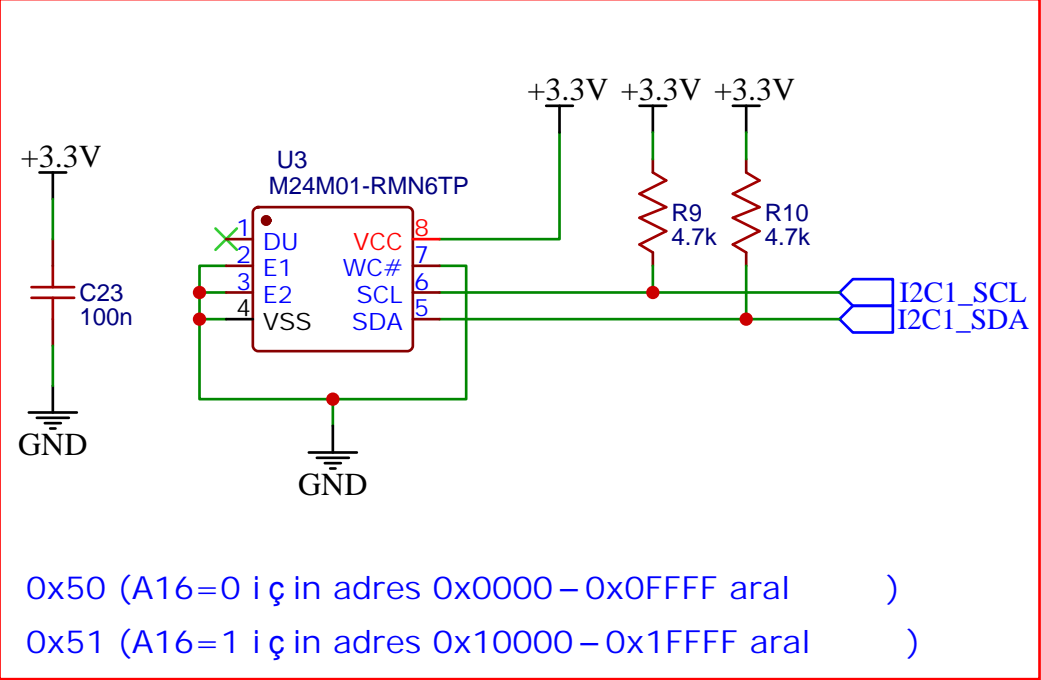 +3.3V +3.3V +3.3V
+3.3V
U3
M24M01-RMN6TP
1 DU VCC 8
2 E1 WC# 7
3 E2 SCL 6
4 VSS SDA 5
R9
4.7k
R10
4.7k
C23
100n
I2C1_SCL
I2C1_SDA
GND
GND
0x50 (A16=0 için adres 0x0000–0x0FFFF aral )
0x51 (A16=1 için adres 0x10000–0x1FFFF aral )